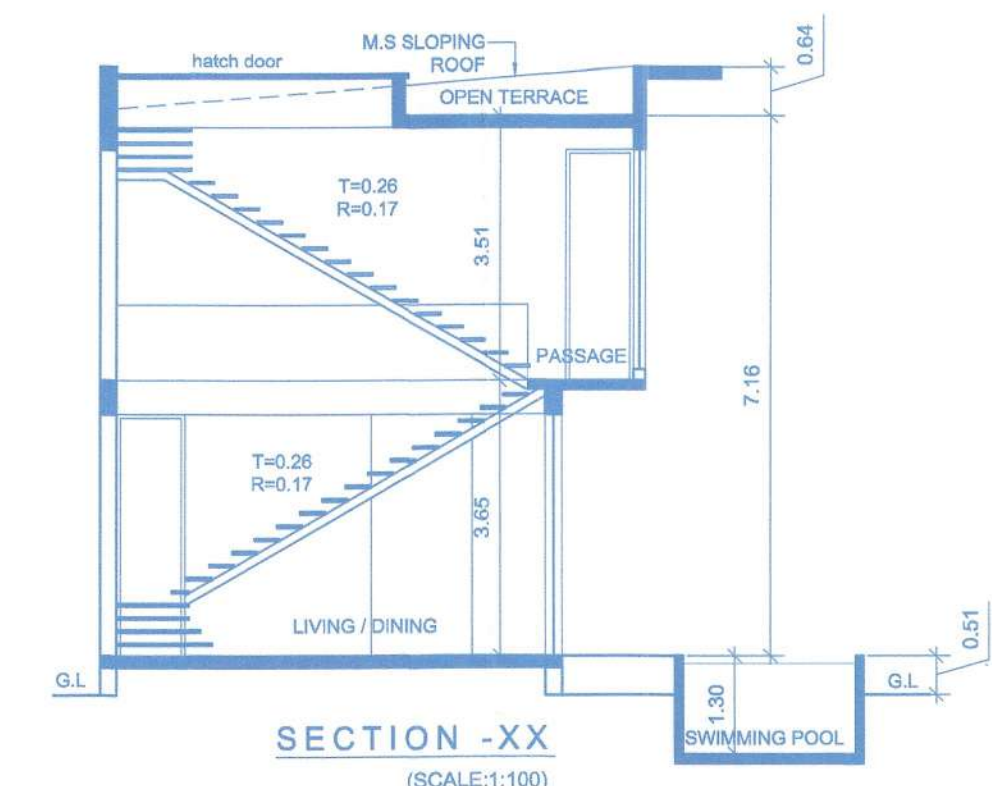 M.S SLOPING
ROOF
hatch door
OPEN TERRACE
0.64
T=0.26
R=0.17
3.51
PASSAGE
7.16
T=0.26
R=0.17
3.65
LIVING / DINING
0.51
G.L
G.L
1.30
SWIMMING POOL
SECTION -XX
(SCALE:1:100)